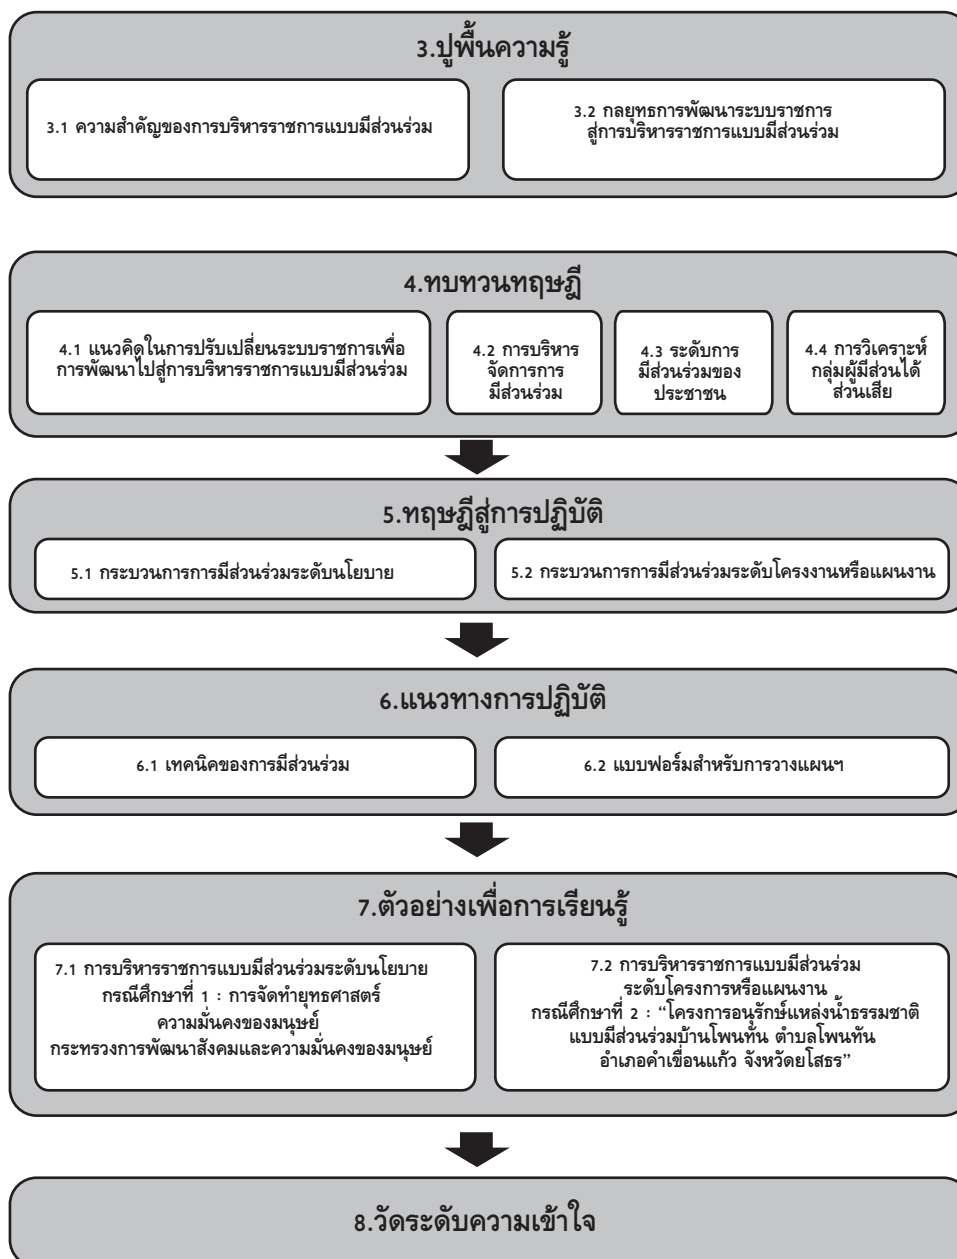 3.ปูพื้นความรู้
3.1 ความสำคัญของการบริหารราชการแบบมีส่วนร่วม
3.2 กลยุทธการพัฒนาระบบราชการ
สู่การบริหารราชการแบบมีส่วนร่วม
4.ทบทวนทฤษฎี
4.1 แนวคิดในการปรับเปลี่ยนระบบราชการเพื่อ
การพัฒนาไปสู่การบริหารราชการแบบมีส่วนร่วม
4.2 การบริหาร
จัดการการ
มีส่วนร่วม
4.3 ระดับการ
มีส่วนร่วมของ
ประชาชน
4.4 การวิเคราะห์
กลุ่มผู้มีส่วนได้
ส่วนเสีย
5.ทฤษฎีสู่การปฏิบัติ
5.1 กระบวนการการมีส่วนร่วมระดับนโยบาย
5.2 กระบวนการการมีส่วนร่วมระดับโครงงานหรือแผนงาน
6.แนวทางการปฏิบัติ
6.1 เทคนิคของการมีส่วนร่วม
6.2 แบบฟอร์มสำหรับการวางแผนฯ
7.ตัวอย่างเพื่อการเรียนรู้
7.1 การบริหารราชการแบบมีส่วนร่วมระดับนโยบาย
กรณีศึกษาที่ 1 : การจัดทำยุทธศาสตร์
ความมั่นคงของมนุษย์
กระทรวงการพัฒนาสังคมและความมั่นคงของมนุษย์
7.2 การบริหารราชการแบบมีส่วนร่วม
ระดับโครงการหรือแผนงาน
กรณีศึกษาที่ 2 : “โครงการอนุรักษ์แหล่งน้ำธรรมชาติ
แบบมีส่วนร่วมบ้านโพนทัน ตำบลโพนทัน
อำเภอคำเขื่อนแก้ว จังหวัดยโสธร”
8.วัดระดับความเข้าใจ